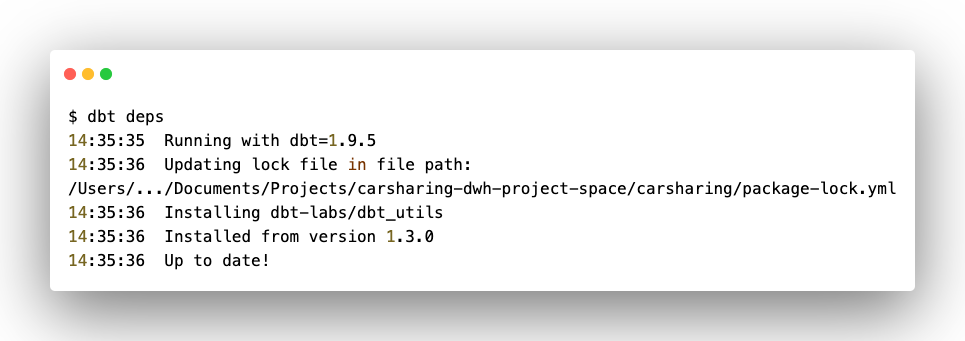 $ dbt deps
14:35:35  Running with dbt=1.9.5
14:35:36  Updating lock file in file path:
/Users/.../Documents/Projects/carsharing-dwh-project-space/carsharing/package-lock.yml
14:35:36  Installing dbt-labs/dbt_utils
14:35:36  Installed from version 1.3.0
14:35:36  Up to date!